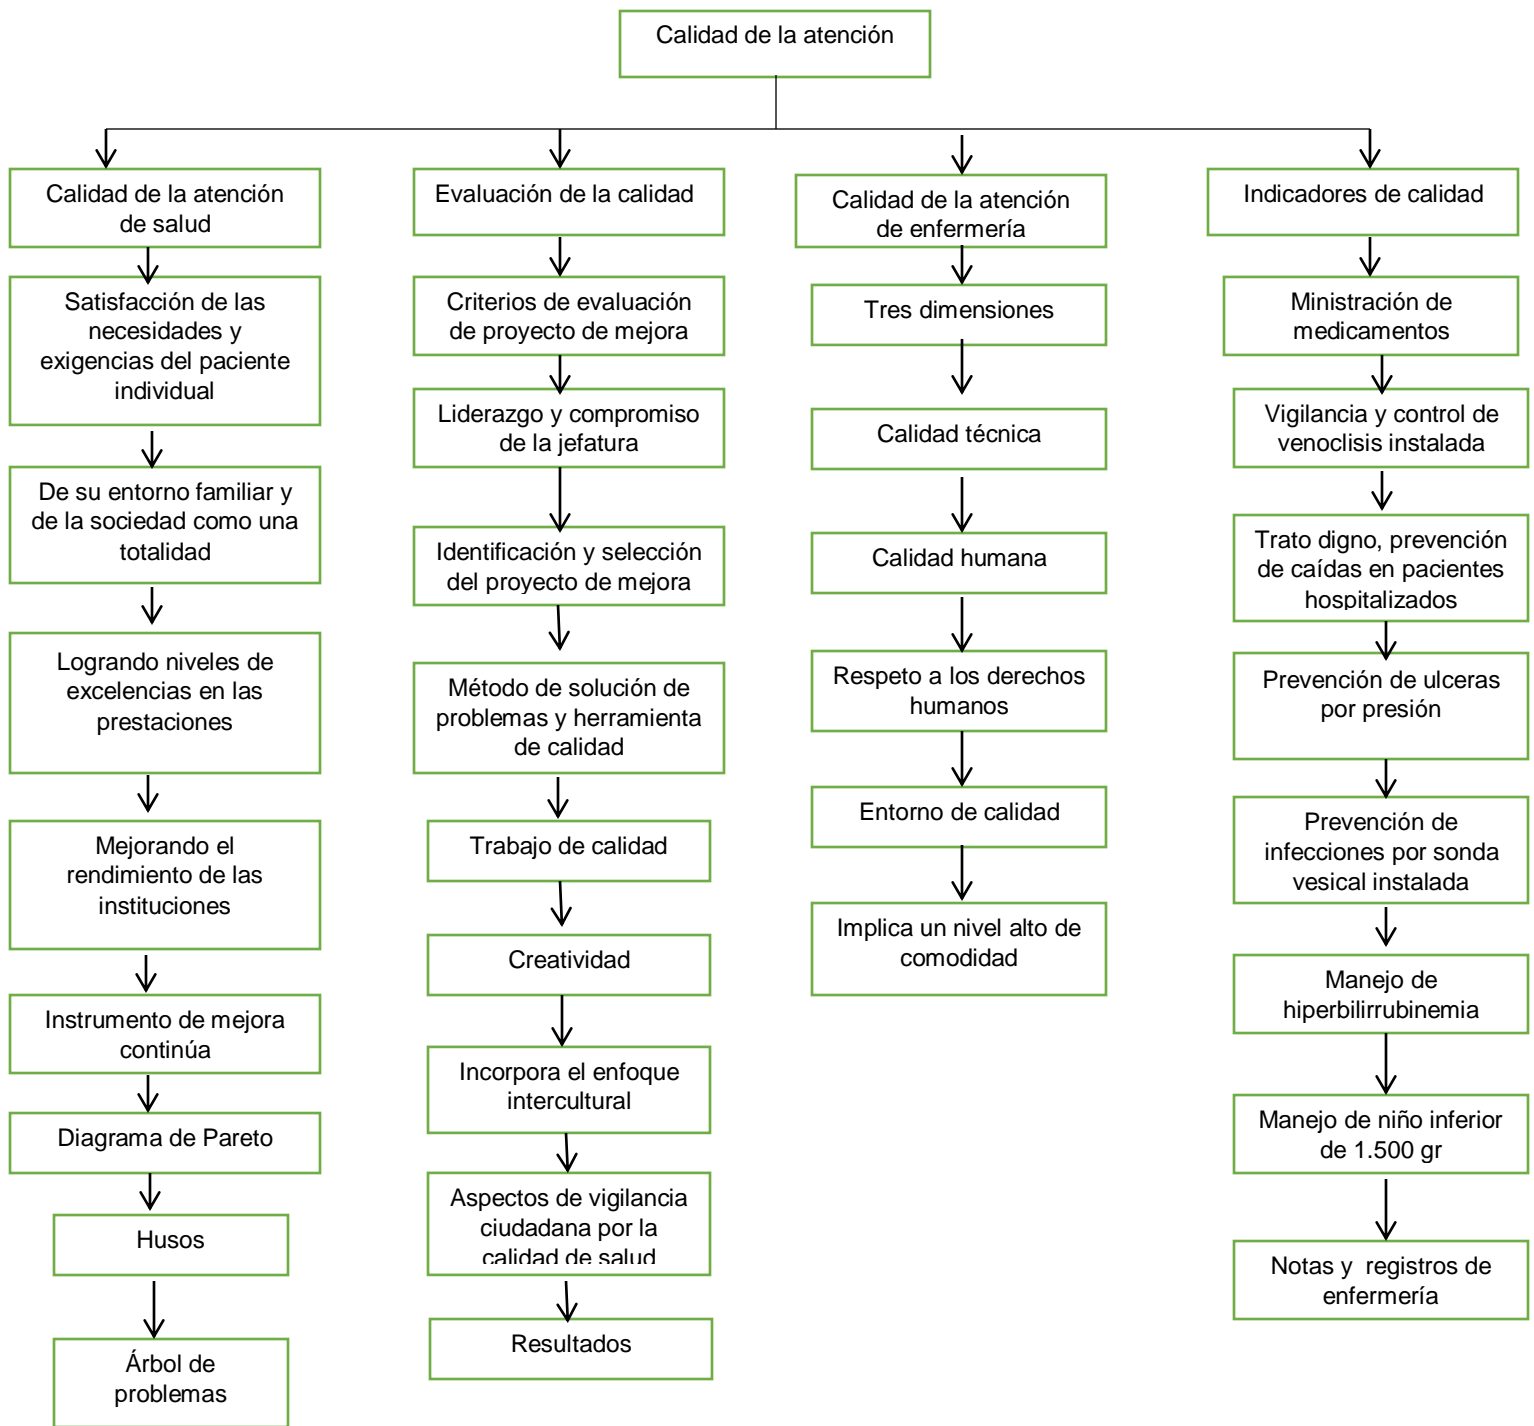 Calidad de la atención
Calidad de la atención
de salud
Satisfacción de las
necesidades y
exigencias del paciente
individual
De su entorno familiar y
de la sociedad como una
totalidad
Logrando niveles de
excelencias en las
prestaciones
Mejorando el
rendimiento de las
instituciones
Instrumento de mejora
continúa
Diagrama de Pareto
Husos
Árbol de
problemas
Evaluación de la calidad
Criterios de evaluación
de proyecto de mejora
Liderazgo y compromiso
de la jefatura
Identificación y selección
del proyecto de mejora
Método de solución de
problemas y herramienta
de calidad
Trabajo de calidad
Creatividad
Incorpora el enfoque
intercultural
Aspectos de vigilancia
ciudadana por la
calidad de salud
Resultados
Calidad de la atención
de enfermería
Tres dimensiones
Calidad técnica
Calidad humana
Respeto a los derechos
humanos
Entorno de calidad
Implica un nivel alto de
comodidad
Indicadores de calidad
Ministración de
medicamentos
Vigilancia y control de
venoclisis instalada
Trato digno, prevención
de caídas en pacientes
hospitalizados
Prevención de ulceras
por presión
Prevención de
infecciones por sonda
vesical instalada
Manejo de
hiperbilirrubinemia
Manejo de niño inferior
de 1.500 gr
Notas y  registros de
enfermería